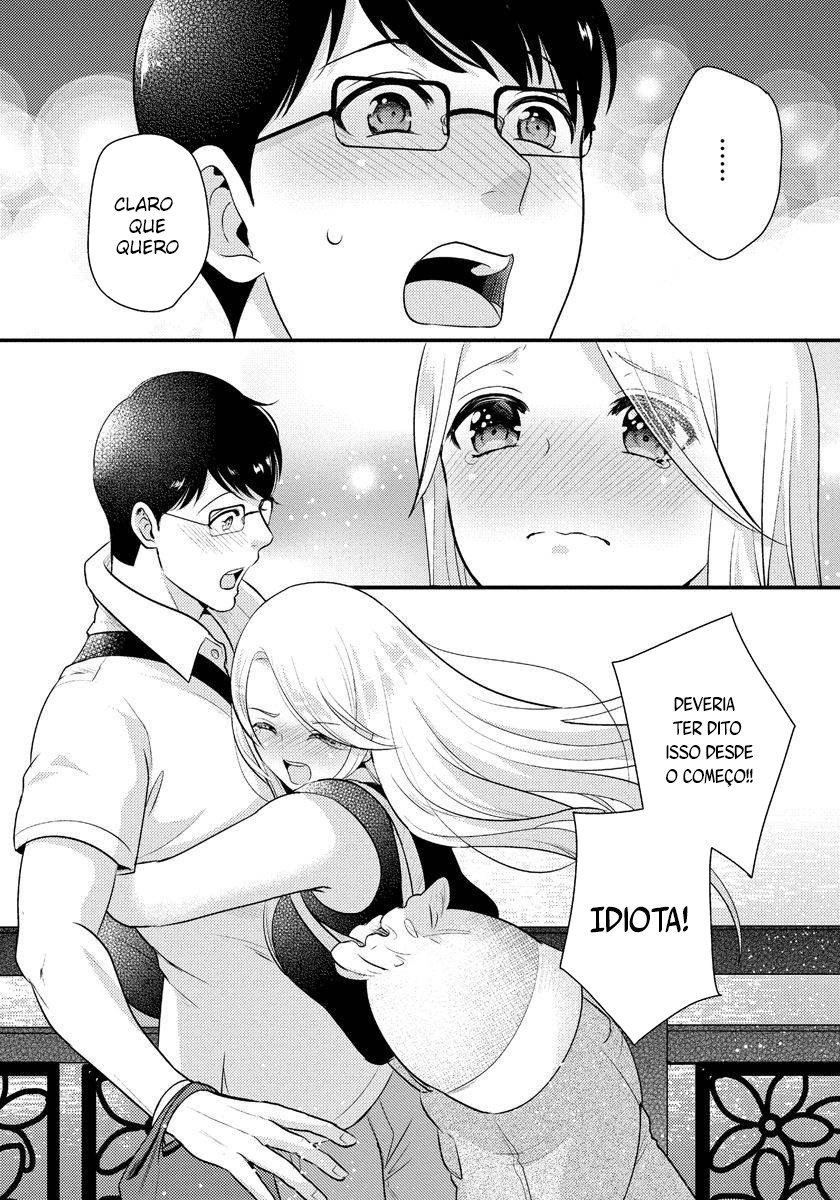 ......
CLARO
QUE
QUERO
DEVERIA
TER DITO
ISSO DESDE
O COMEÇO!!
IDIOTA!